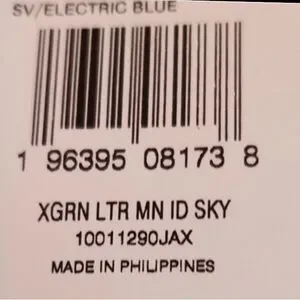 SV/ELECTRIC BLUE
1 96395 08173 8
XGRN LTR MN ID SKY
10011290JAX
MADE IN PHILIPPINES